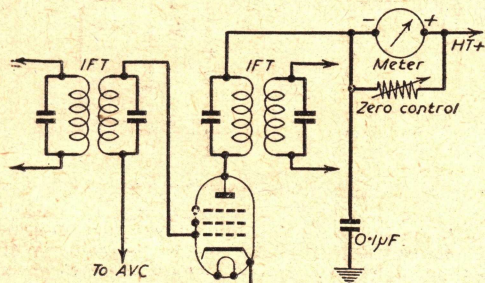 IFT
IFT
- +
Meter
HT+
Zero control
0·1µF
To AVC